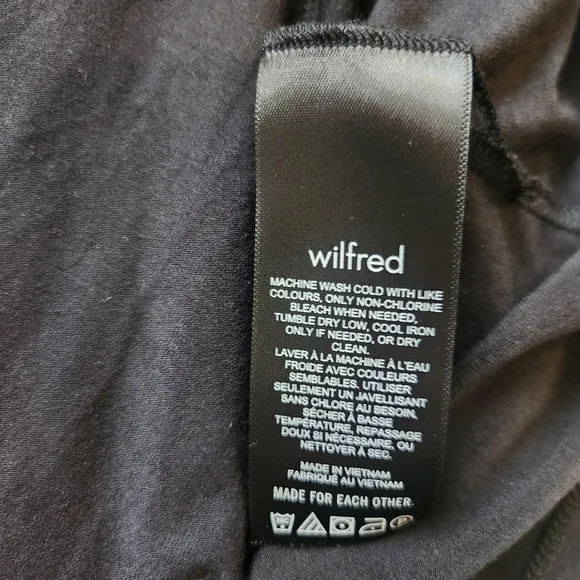 wilfred
MACHINE WASH COLD WITH LIKE
COLOURS, ONLY NON-CHLORINE
BLEACH WHEN NEEDED,
TUMBLE DRY LOW, COOL IRON
ONLY IF NEEDED, OR DRY
CLEAN.
LAVER À LA MACHINE À L'EAU
FROIDE AVEC COULEURS
SEMBLABLES. UTILISER
SEULEMENT UN JAVELLISANT
SANS CHLORE AU BESOIN.
SÉCHER À BASSE
TEMPÉRATURE, REPASSAGE
DOUX SI NÉCESSAIRE, OU
NETTOYER À SEC.
MADE IN VIETNAM
FABRIQUÉ AU VIETNAM
MADE FOR EACH OTHER.